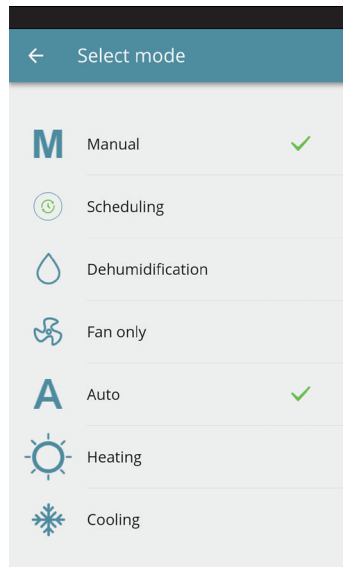 Select mode
M Manual
Scheduling
Dehumidification
Fan only
A Auto
Heating
Cooling